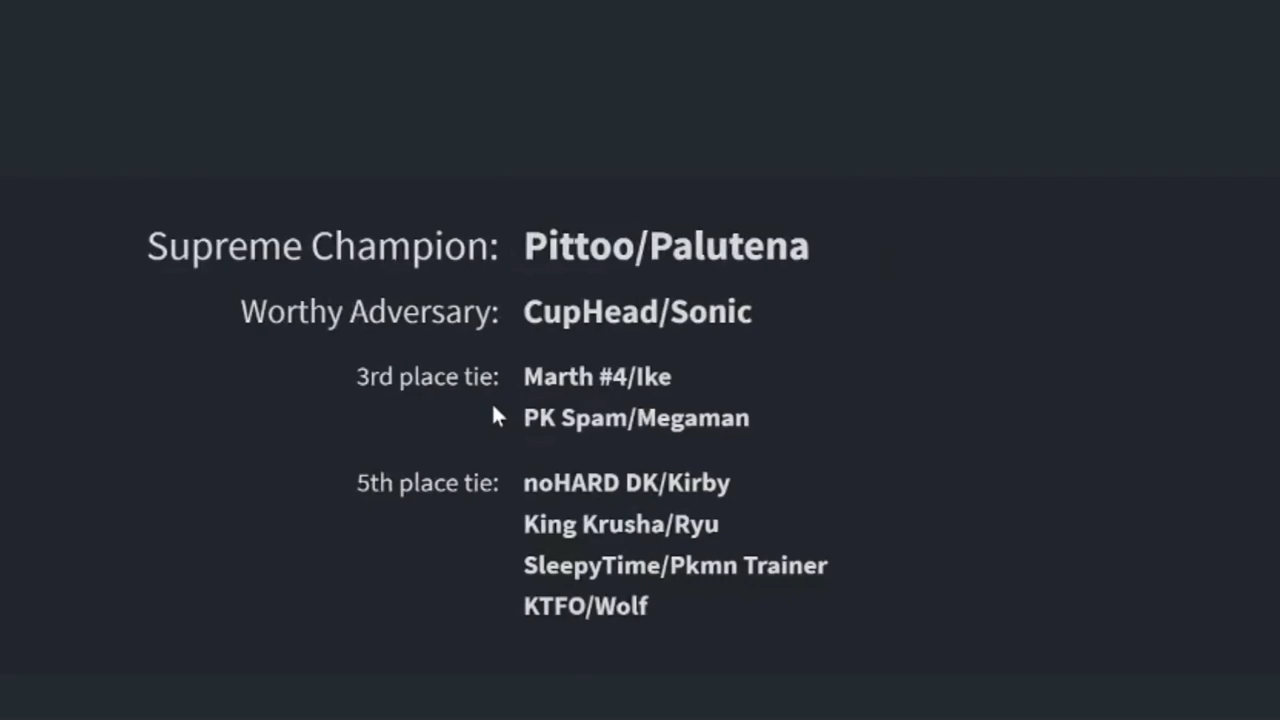 Supreme Champion: Pittoo/Palutena
Worthy Adversary: CupHead/Sonic
3rd place tie: Marth #4/Ike
PK Spam/Megaman
5th place tie: noHARD DK/Kirby
King Krusha/Ryu
SleepyTime/Pkmn Trainer
KTFO/Wolf